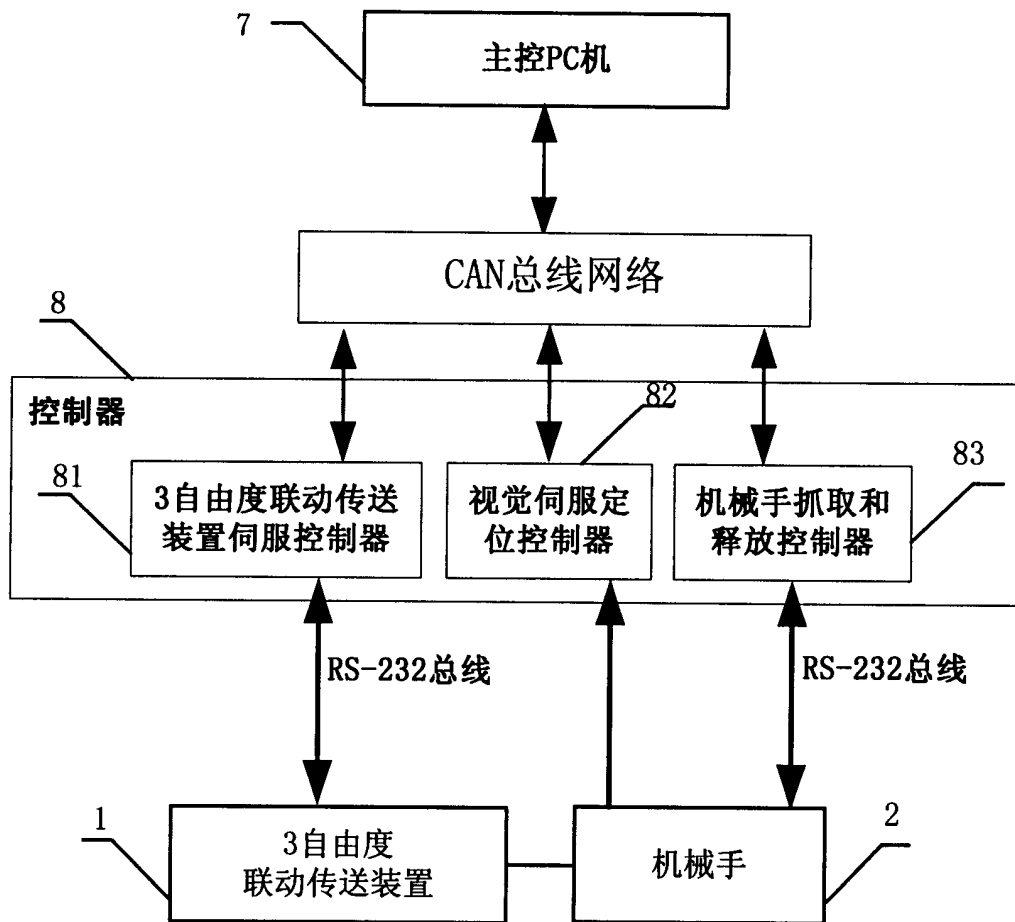 7
主控PC机
CAN总线网络
8
控制器
82
81
83
3自由度联动传送
装置伺服控制器
视觉伺服定
位控制器
机械手抓取和
释放控制器
RS-232总线
RS-232总线
1
2
3自由度
联动传送装置
机械手